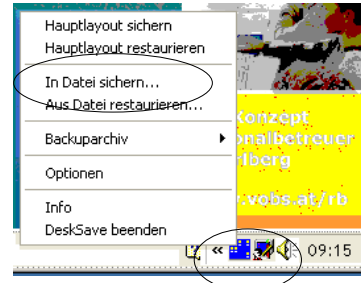 Hauptlayout sichern
Hauptlayout restaurieren
In Datei sichern...
Aus Datei restaurieren...
Backuparchiv
Optionen
Info
DeskSave beenden
Konzept
onalbetreuer
rlberg
.vobs.at/rb
« 09:15